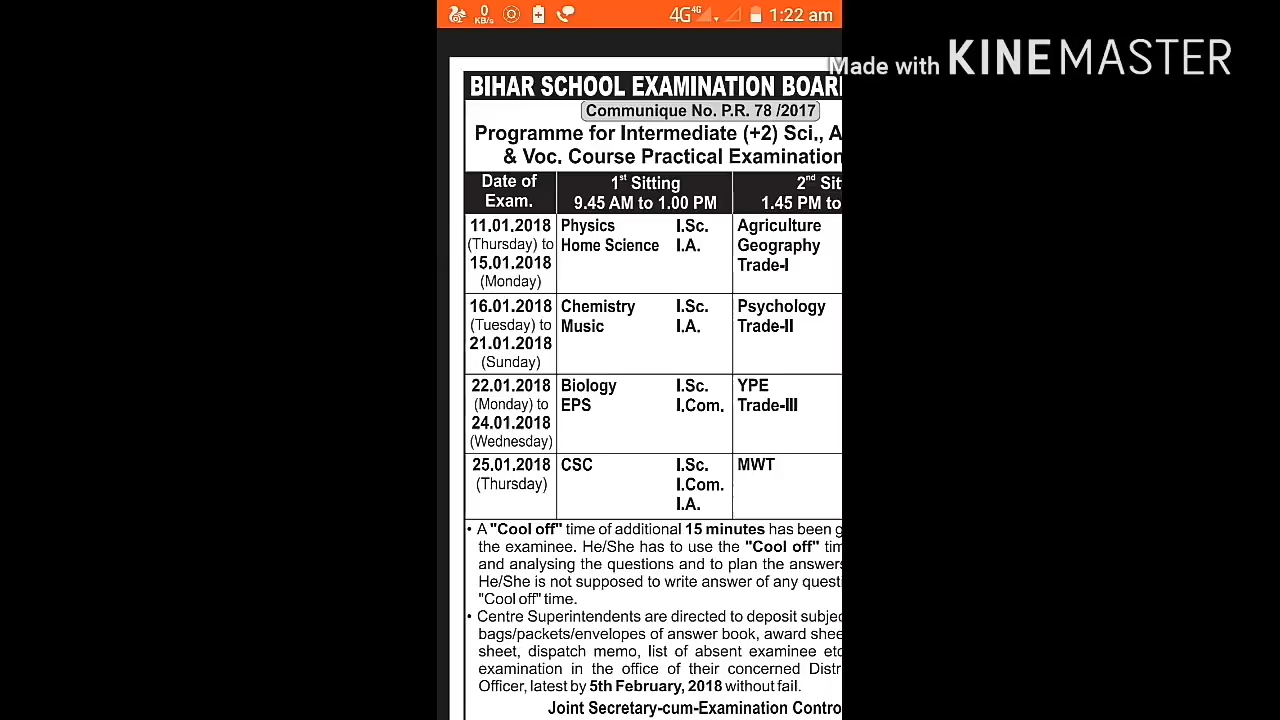 0 KB/s 4G 4G 1:22 am
Made with KINEMASTER
BIHAR SCHOOL EXAMINATION BOAR
Communique No. P.R. 78 /2017
Programme for Intermediate (+2) Sci., A
& Voc. Course Practical Examination
Date of Exam. 1st Sitting 9.45 AM to 1.00 PM 2nd Sit 1.45 PM to
11.01.2018 Physics I.Sc. Agriculture
(Thursday) to Home Science I.A. Geography
15.01.2018 Trade-I
(Monday)
16.01.2018 Chemistry I.Sc. Psychology
(Tuesday) to Music I.A. Trade-II
21.01.2018
(Sunday)
22.01.2018 Biology I.Sc. YPE
(Monday) to EPS I.Com. Trade-III
24.01.2018
(Wednesday)
25.01.2018 CSC I.Sc. MWT
(Thursday) I.Com.
I.A.
• A "Cool off" time of additional 15 minutes has been g
the examinee. He/She has to use the "Cool off" tim
and analysing the questions and to plan the answers
He/She is not supposed to write answer of any questi
"Cool off" time.
• Centre Superintendents are directed to deposit subjec
bags/packets/envelopes of answer book, award shee
sheet, dispatch memo, list of absent examinee etc
examination in the office of their concerned Distr
Officer, latest by 5th February, 2018 without fail.
Joint Secretary-cum-Examination Contro